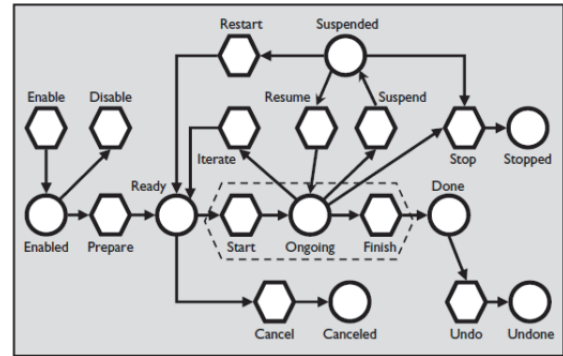 Restart
Suspended
Enable
Disable
Resume
Suspend
Iterate
Stop
Stopped
Ready
Done
Enabled
Prepare
Start
Ongoing
Finish
Cancel
Canceled
Undo
Undone